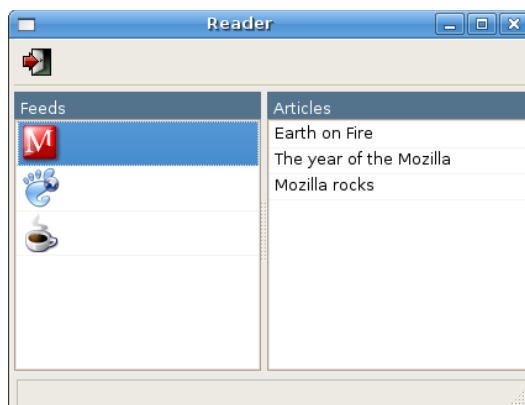 Reader
Feeds
Articles
M
Earth on Fire
The year of the Mozilla
Mozilla rocks